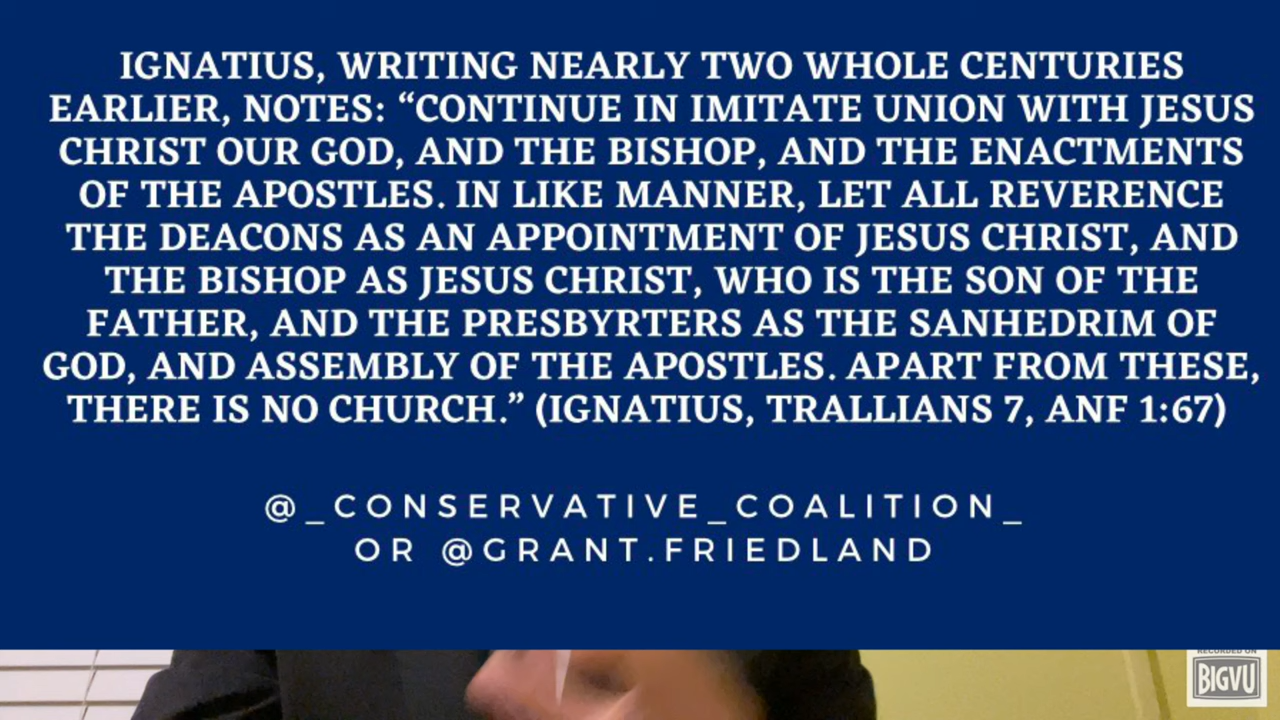 IGNATIUS, WRITING NEARLY TWO WHOLE CENTURIES
EARLIER, NOTES: “CONTINUE IN IMITATE UNION WITH JESUS
CHRIST OUR GOD, AND THE BISHOP, AND THE ENACTMENTS
OF THE APOSTLES. IN LIKE MANNER, LET ALL REVERENCE
THE DEACONS AS AN APPOINTMENT OF JESUS CHRIST, AND
THE BISHOP AS JESUS CHRIST, WHO IS THE SON OF THE
FATHER, AND THE PRESBYRTERS AS THE SANHEDRIM OF
GOD, AND ASSEMBLY OF THE APOSTLES. APART FROM THESE,
THERE IS NO CHURCH.” (IGNATIUS, TRALLIANS 7, ANF 1:67)
@_CONSERVATIVE_COALITION_
OR @GRANT.FRIEDLAND
RECORDED ON
BIGVU